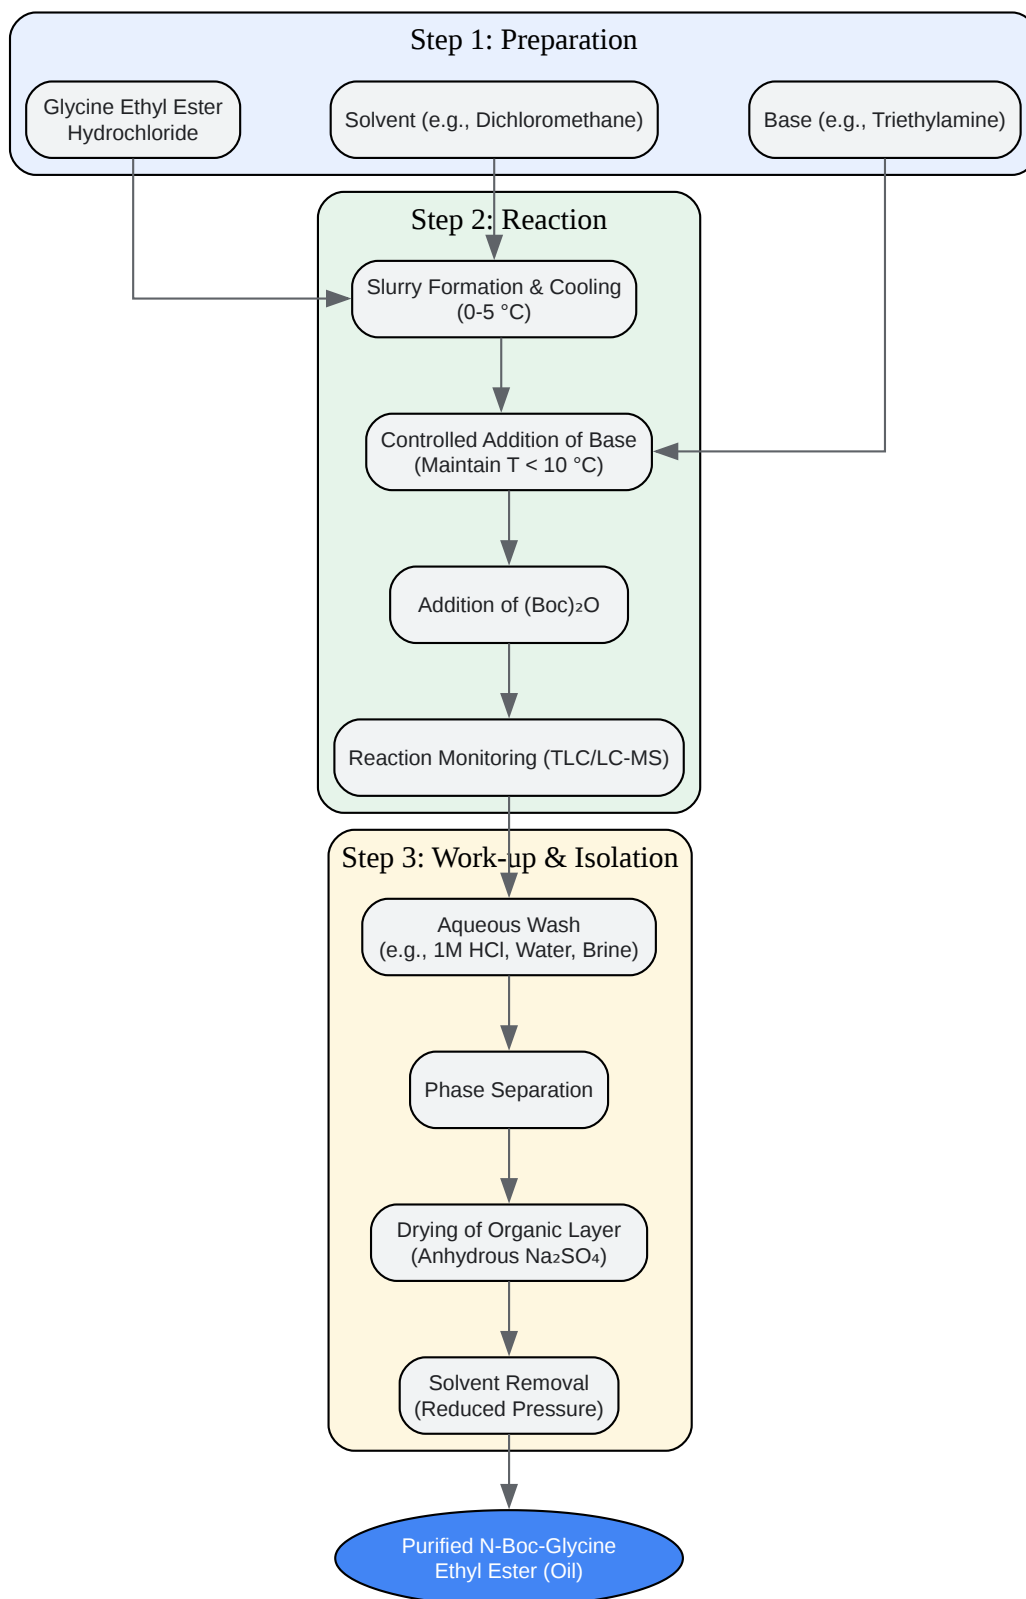 Step 1: Preparation
Glycine Ethyl Ester
Hydrochloride
Solvent (e.g., Dichloromethane)
Base (e.g., Triethylamine)
Step 2: Reaction
Slurry Formation & Cooling
(0-5 °C)
Controlled Addition of Base
(Maintain T < 10 °C)
Addition of (Boc)₂O
Reaction Monitoring (TLC/LC-MS)
Step 3: Work-up & Isolation
Aqueous Wash
(e.g., 1M HCl, Water, Brine)
Phase Separation
Drying of Organic Layer
(Anhydrous Na₂SO₄)
Solvent Removal
(Reduced Pressure)
Purified N-Boc-Glycine
Ethyl Ester (Oil)